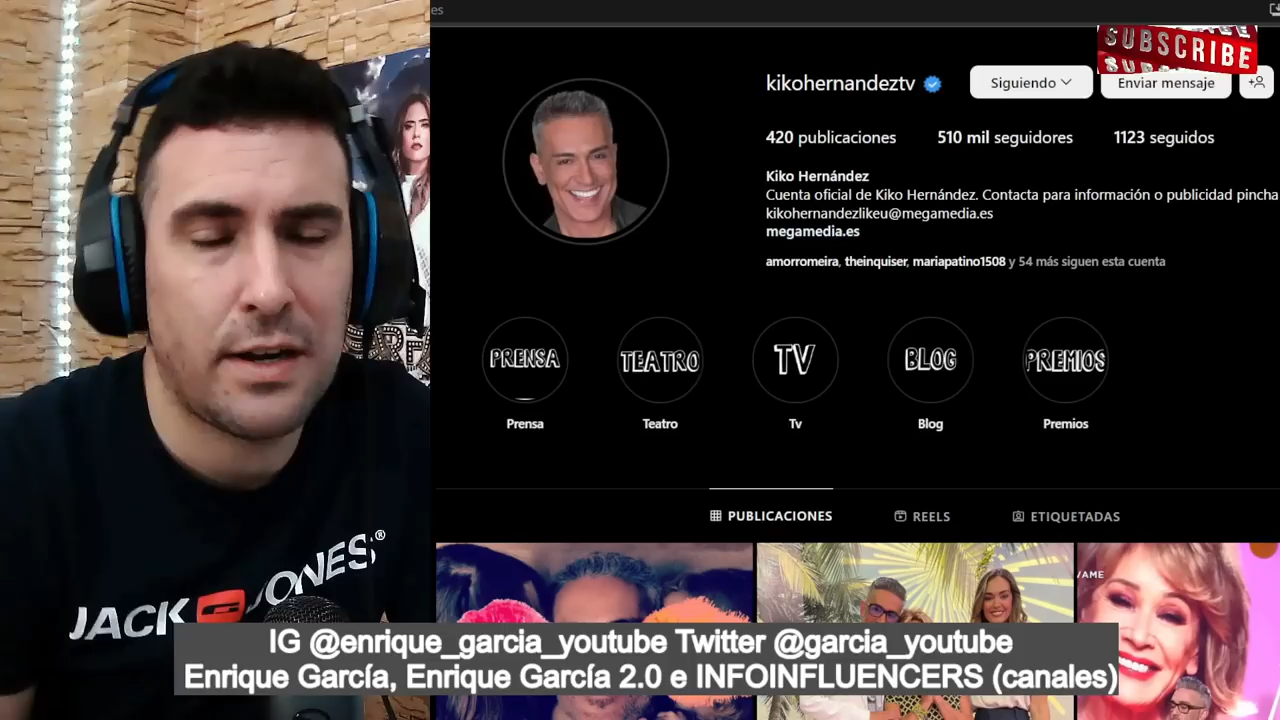 es
SUBSCRIBE
kikohernandeztv
Siguiendo
Enviar mensaje
420 publicaciones
510 mil seguidores
1123 seguidos
Kiko Hernández
Cuenta oficial de Kiko Hernández. Contacta para información o publicidad pincha
kikohernandezlikeu@megamedia.es
megamedia.es
amorromeira, theinquiser, mariapatino1508 y 54 más siguen esta cuenta
PRENSA
TEATRO
TV
BLOG
PREMIOS
Prensa
Teatro
Tv
Blog
Premios
PUBLICACIONES
REELS
ETIQUETADAS
JACK & JONES®
IG @enrique_garcia_youtube Twitter @garcia_youtube
Enrique García, Enrique García 2.0 e INFOINFLUENCERS (canales)